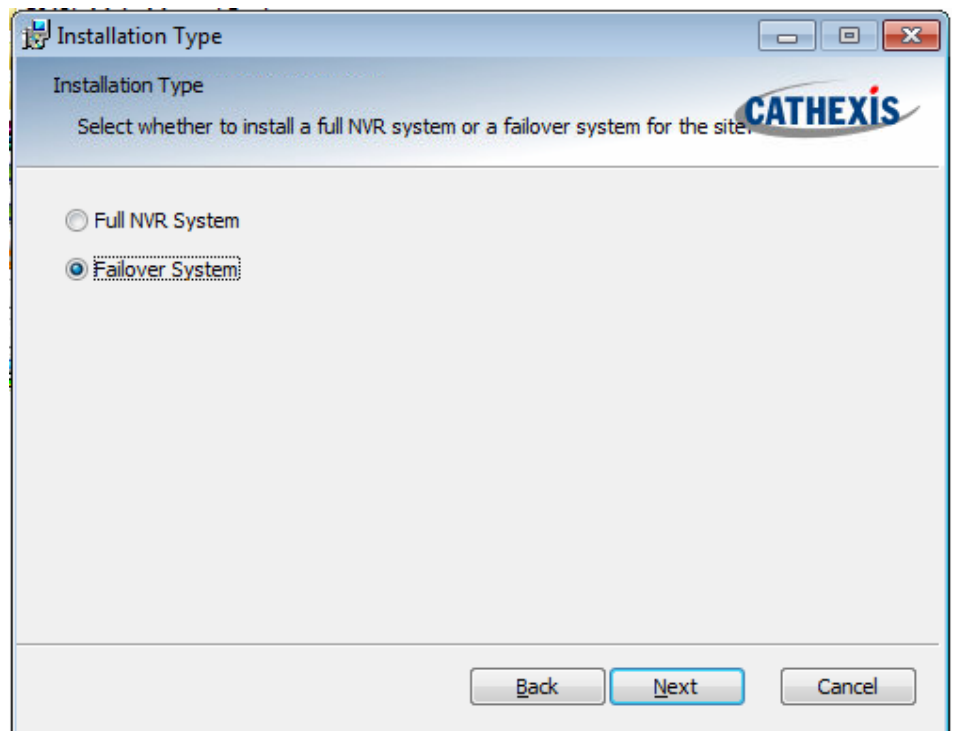 Installation Type
Installation Type
Select whether to install a full NVR system or a failover system for the site.
CATHEXIS
Full NVR System
Failover System
Back
Next
Cancel